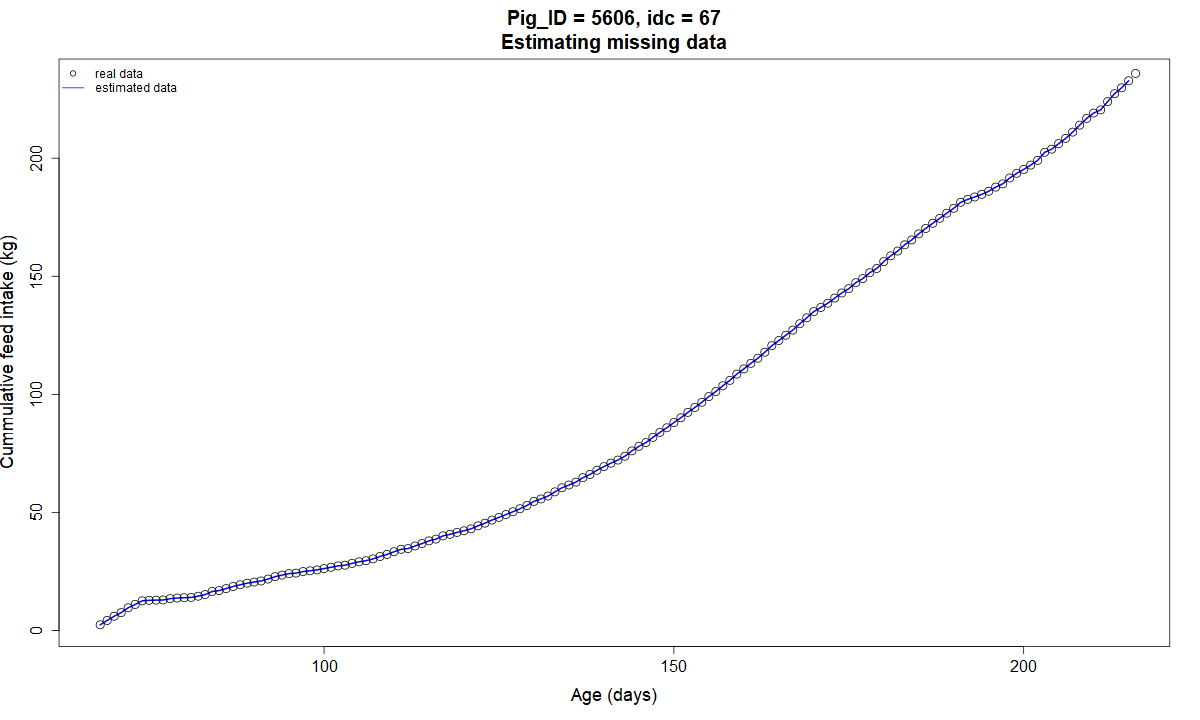 Pig_ID = 5606, idc = 67
Estimating missing data
real data
estimated data
Cummulative feed intake (kg)
200
150
100
50
0
100 150 200
Age (days)